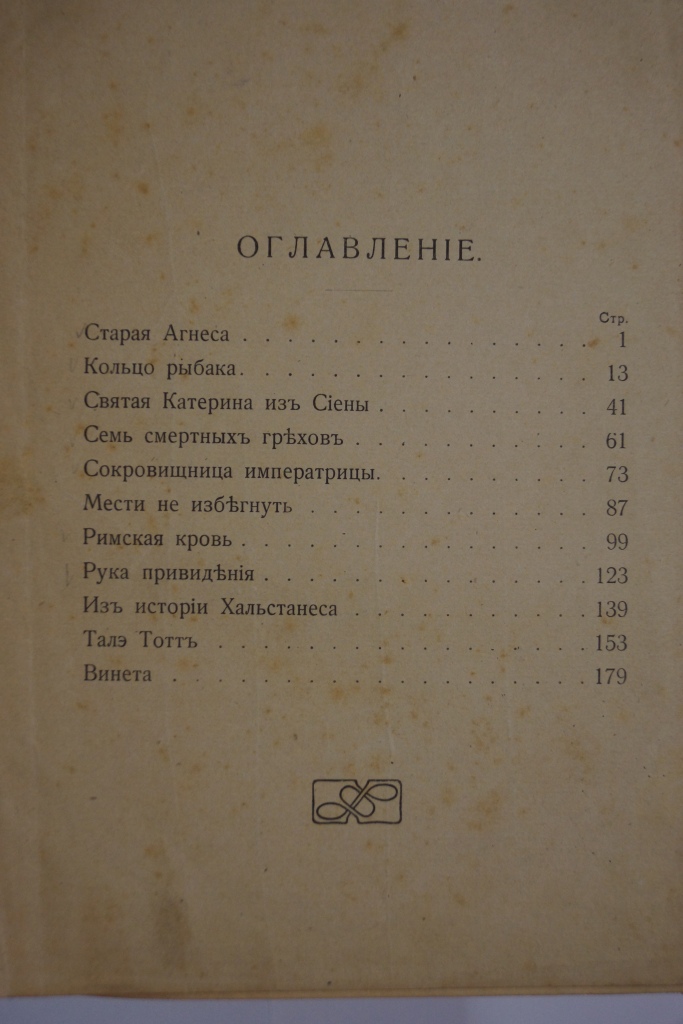 ОГЛАВЛЕНІЕ.
Стр.
Старая Агнеса . . . . . . . . . . . . . . . . 1
Кольцо рыбака. . . . . . . . . . . . . . . . 13
Святая Катерина изъ Сіены . . . . . . . . . . 41
Семь смертныхъ грѣховъ . . . . . . . . . . . 61
Сокровищница императрицы. . . . . . . . . . 73
Мести не избѣгнуть . . . . . . . . . . . . . 87
Римская кровь . . . . . . . . . . . . . . . . 99
Рука привидѣнія . . . . . . . . . . . . . . . 123
Изъ исторіи Хальстанеса . . . . . . . . . . . 139
Талэ Тоттъ . . . . . . . . . . . . . . . . . 153
Винета . . . . . . . . . . . . . . . . . . . 179